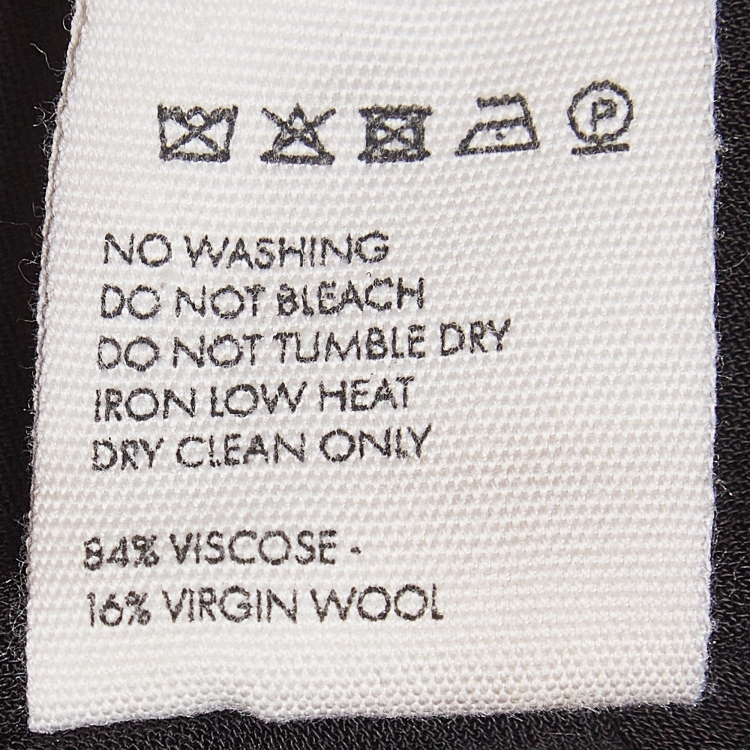 P
NO WASHING
DO NOT BLEACH
DO NOT TUMBLE DRY
IRON LOW HEAT
DRY CLEAN ONLY
84% VISCOSE -
16% VIRGIN WOOL